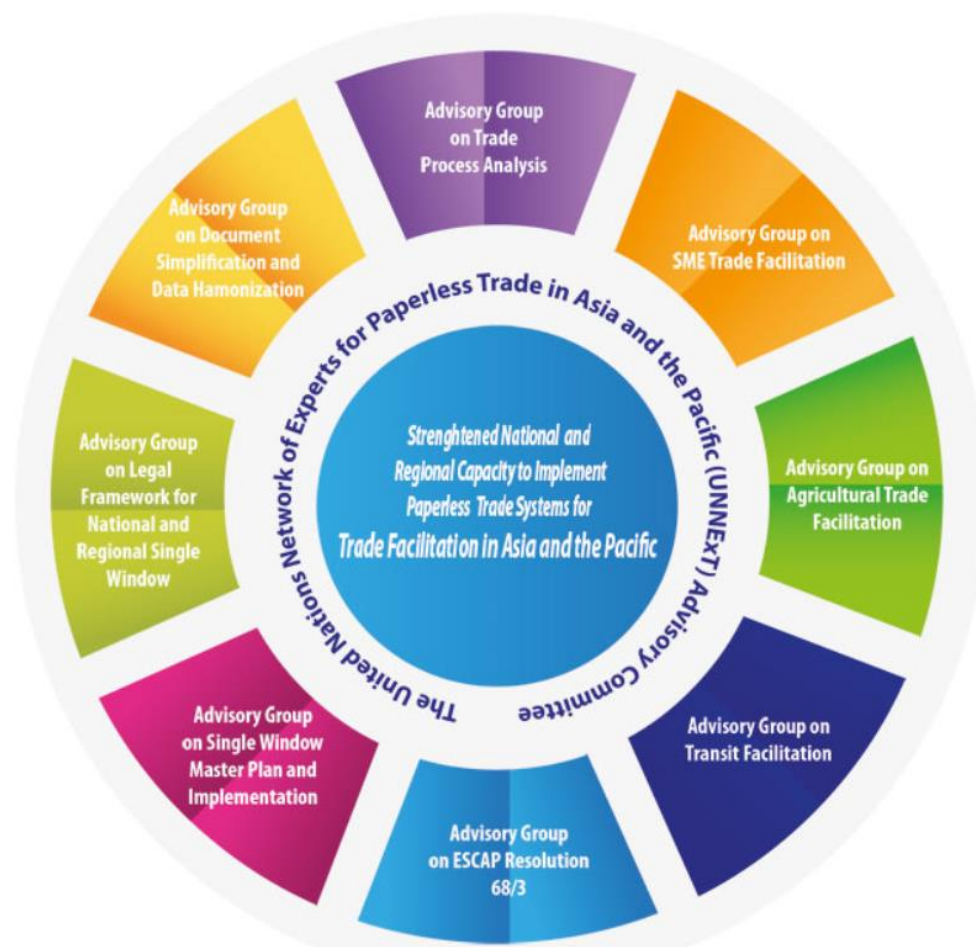 Advisory Group
on Trade
Process Analysis
Advisory Group on
SME Trade Facilitation
Advisory Group on
Agricultural Trade
Facilitation
Advisory Group on
Transit Facilitation
Advisory Group
on ESCAP Resolution
68/3
Advisory Group
on Single Window
Master Plan and
Implementation
Advisory Group
on Legal
Framework for
National and
Regional Single
Window
Advisory Group
on Document
Simplification and
Data Hamonization
The United Nations Network of Experts for Paperless Trade in Asia and the Pacific (UNNExT) Advisory Committee
Strenghtened National and
Regional Capacity to Implement
Paperless Trade Systems for
Trade Facilitation in Asia and the Pacific